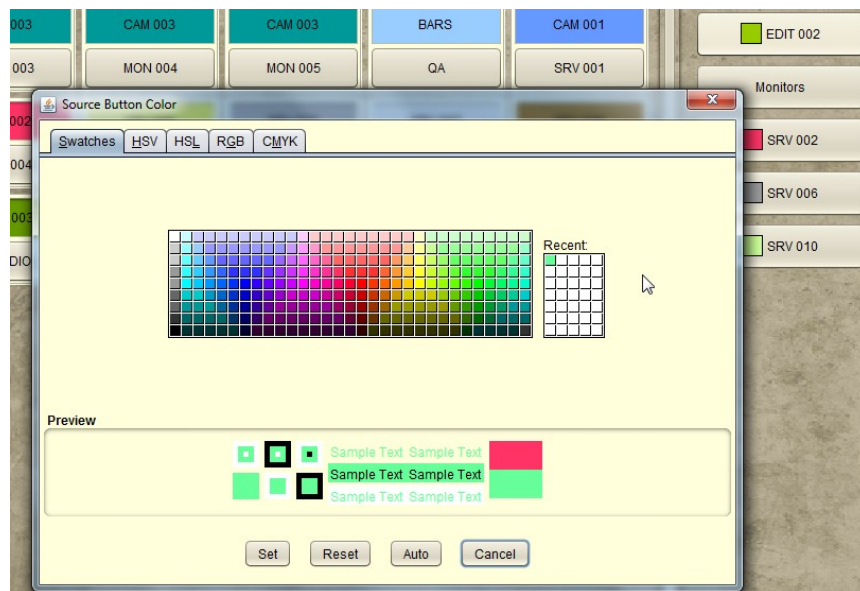 003 CAM 003 CAM 003 BARS CAM 001
EDIT 002
003 MON 004 MON 005 QA SRV 001
Monitors
Source Button Color
002
SRV 002
Swatches HSV HSL RGB CMYK
004
SRV 006
003
SRV 010
DIO
Recent:
Preview
Sample Text Sample Text
Sample Text Sample Text
Sample Text Sample Text
Set Reset Auto Cancel